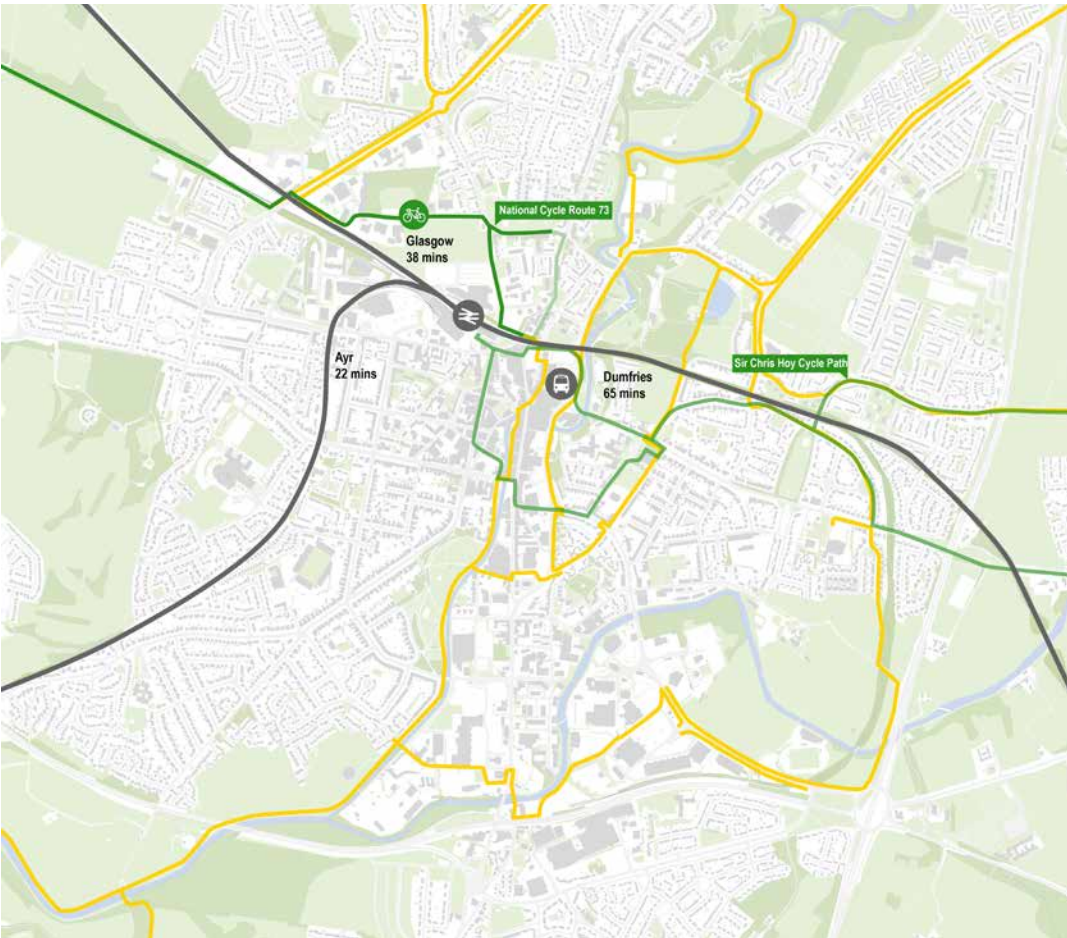 National Cycle Route 73
Glasgow
38 mins
Ayr
22 mins
Dumfries
65 mins
Sir Chris Hoy Cycle Path